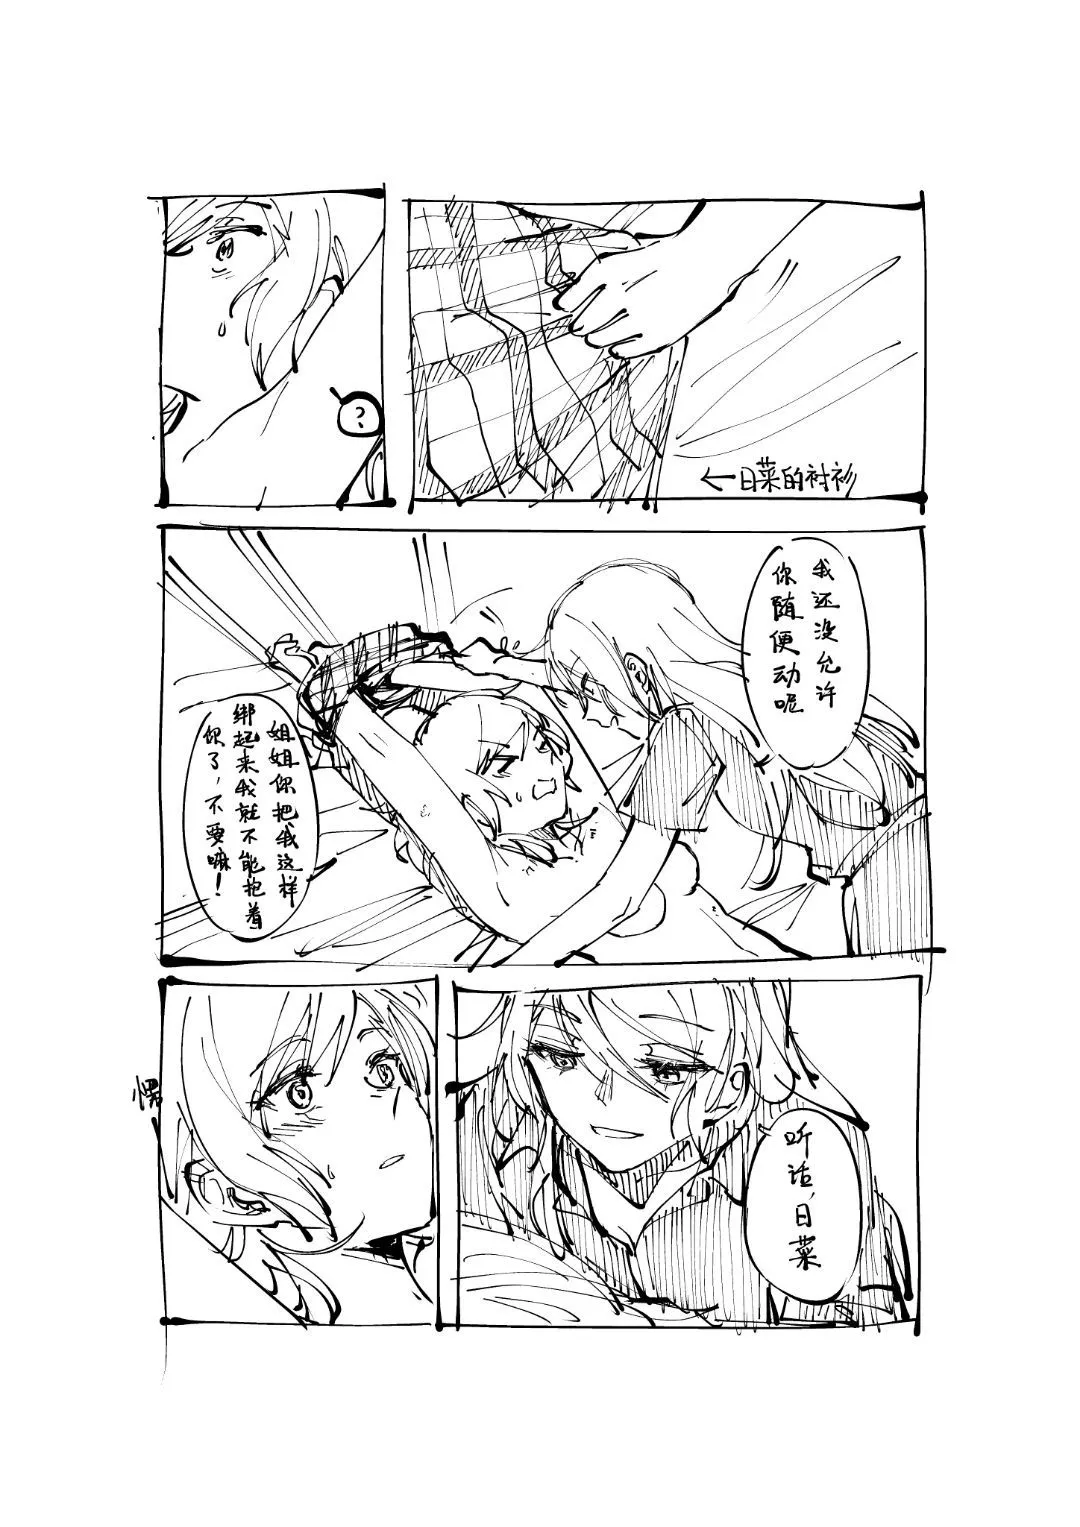 ?
←日菜的衬衫
我还没允许
你随便动呢
姐姐你把我这样
绑起来我就不能抱着
你了，不要嘛！
愣
听话，日菜